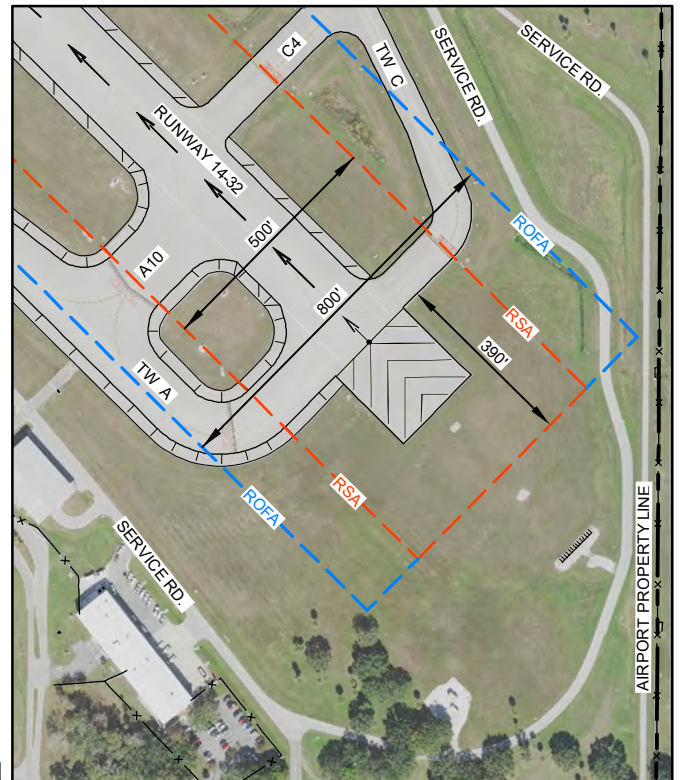 C4
TW C
SERVICE RD.
SERVICE RD.
RUNWAY 14-32
500'
800'
ROFA
A10
RSA
390'
TW A
RSA
ROFA
SERVICE RD.
AIRPORT PROPERTY LINE